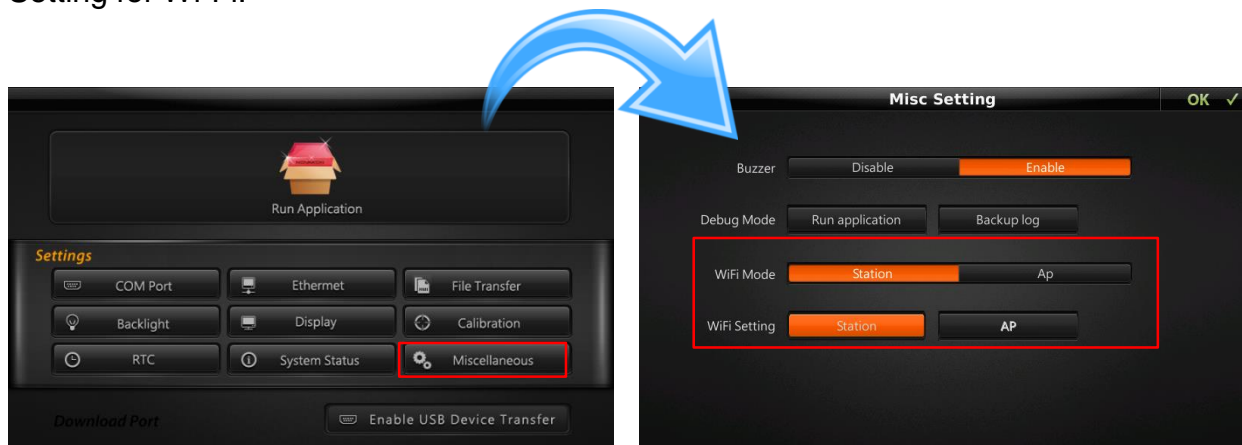 Setting for Wi-Fi.
Run Application
Settings
COM Port
Ethermet
File Transfer
Backlight
Display
Calibration
RTC
System Status
Miscellaneous
Download Port
Enable USB Device Transfer
Misc Setting
OK ✓
Buzzer
Disable
Enable
Debug Mode
Run application
Backup log
WiFi Mode
Station
Ap
WiFi Setting
Station
AP